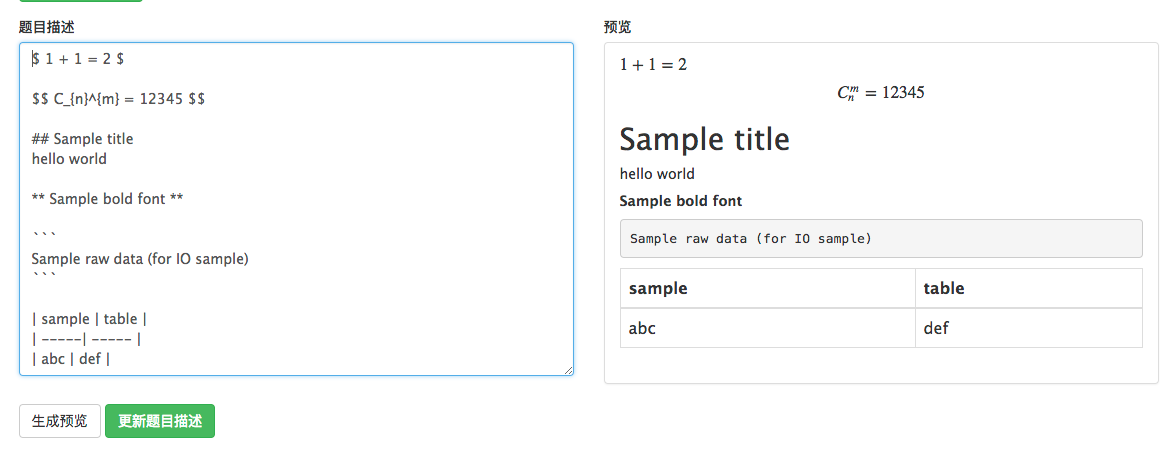 题目描述
$ 1 + 1 = 2 $
$$ C_{n}^{m} = 12345 $$
## Sample title
hello world
** Sample bold font **
```
Sample raw data (for IO sample)
```
| sample | table |
| -----| ----- |
| abc | def |
生成预览 更新题目描述
预览
1 + 1 = 2
C_n^m = 12345
Sample title
hello world
Sample bold font
Sample raw data (for IO sample)
sample table
abc def